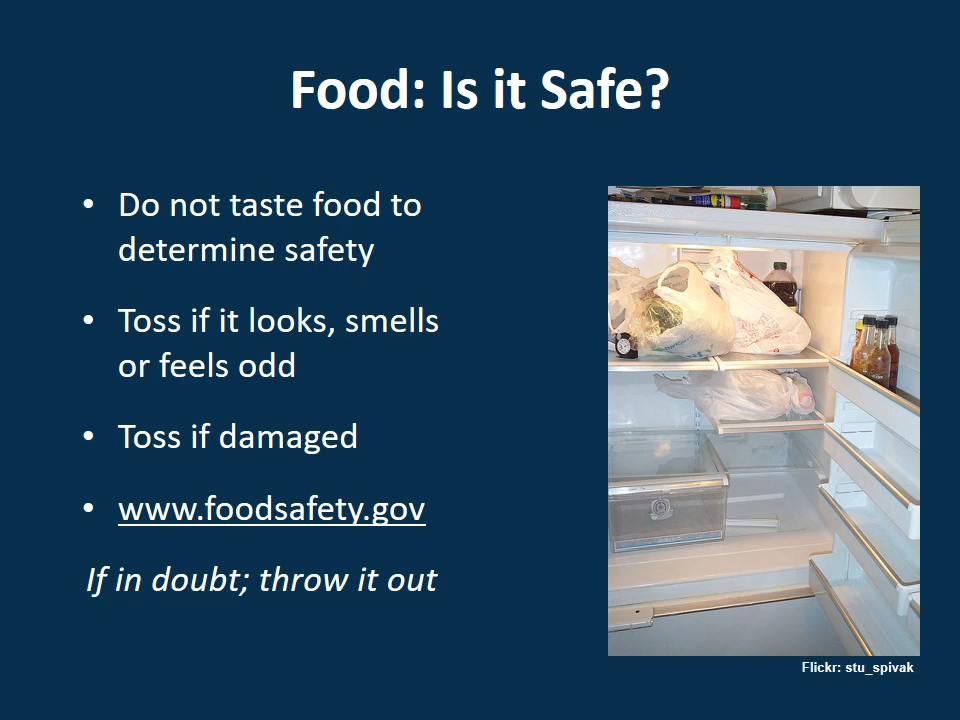 Food: Is it Safe?
• Do not taste food to
determine safety
• Toss if it looks, smells
or feels odd
• Toss if damaged
• www.foodsafety.gov
If in doubt; throw it out
Flickr: stu_spivak